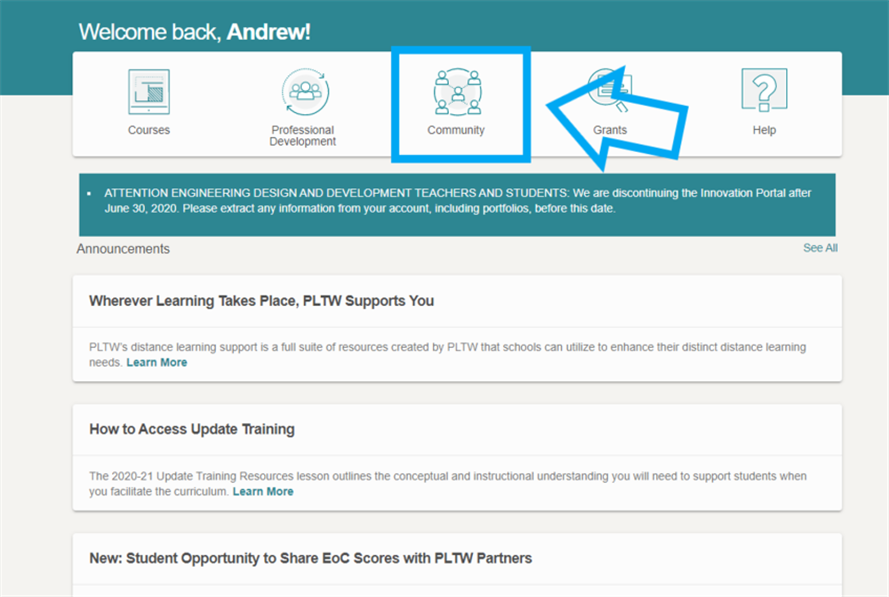 Welcome back, Andrew!
Courses
Professional
Development
Community
Grants
Help
• ATTENTION ENGINEERING DESIGN AND DEVELOPMENT TEACHERS AND STUDENTS: We are discontinuing the Innovation Portal after
June 30, 2020. Please extract any information from your account, including portfolios, before this date.
Announcements
See All
Wherever Learning Takes Place, PLTW Supports You
PLTW's distance learning support is a full suite of resources created by PLTW that schools can utilize to enhance their distinct distance learning
needs. Learn More
How to Access Update Training
The 2020-21 Update Training Resources lesson outlines the conceptual and instructional understanding you will need to support students when
you facilitate the curriculum. Learn More
New: Student Opportunity to Share EoC Scores with PLTW Partners